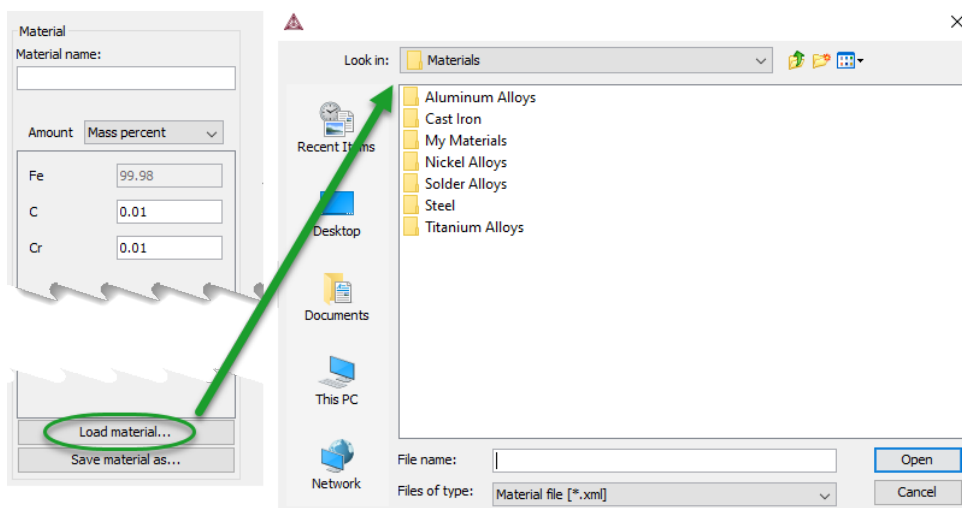 Material
Material name:
Amount Mass percent
Fe 99.98
C 0.01
Cr 0.01
Load material...
Save material as...
Look in: Materials
Recent Items
Desktop
Documents
This PC
Network
Aluminum Alloys
Cast Iron
My Materials
Nickel Alloys
Solder Alloys
Steel
Titanium Alloys
File name:
Open
Files of type: Material file [*.xml]
Cancel